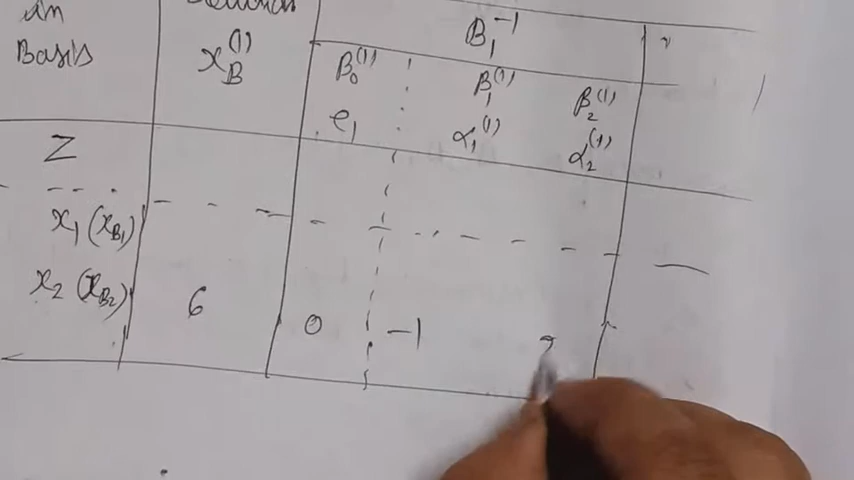 in
Basis
x_B^(1)
B_1^-1
β_0^(1) β_1^(1) β_2^(1)
e_1 α_1^(1) α_2^(1)
Z
x_1 (x_B1)
x_2 (x_B2) 6 0 -1